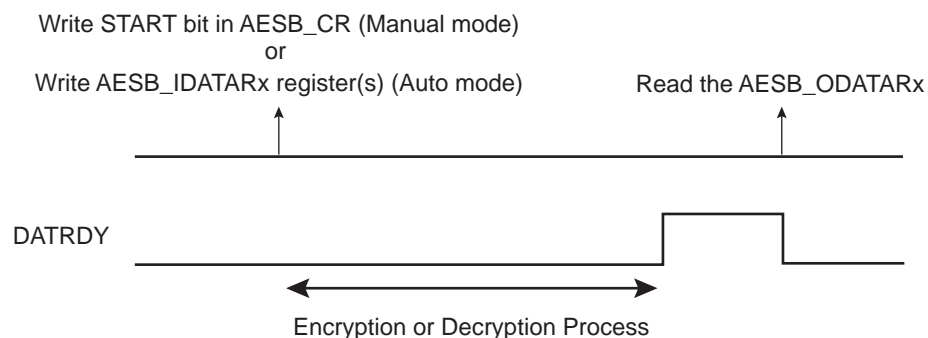 Write START bit in AESB_CR (Manual mode)
or
Write AESB_IDATARx register(s) (Auto mode)
Read the AESB_ODATARx
DATRDY
Encryption or Decryption Process